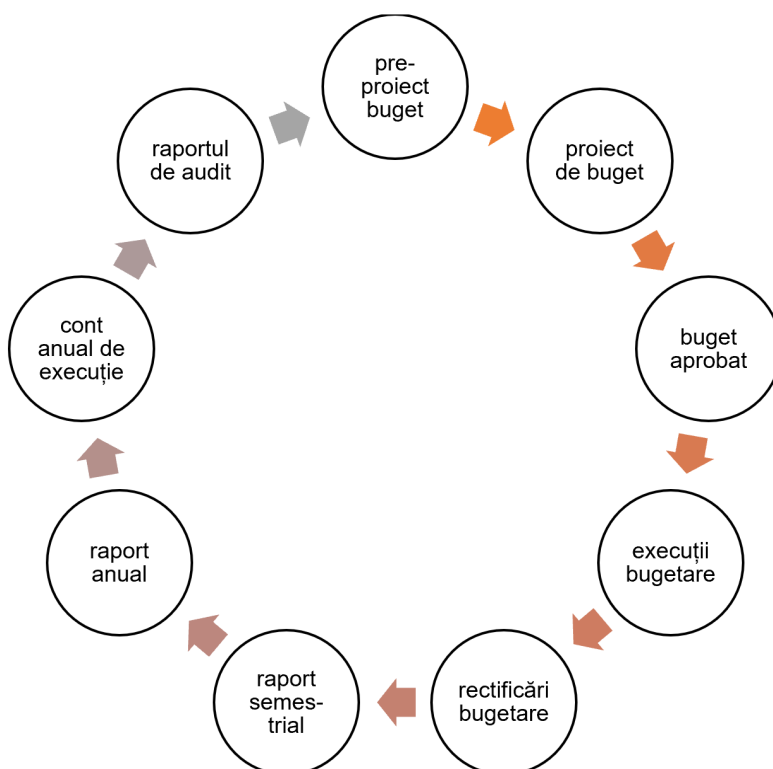 pre-
proiect
buget
proiect
de buget
buget
aprobat
execuții
bugetare
rectificări
bugetare
raport
semes-
trial
raport
anual
cont
anual de
execuție
raportul
de audit